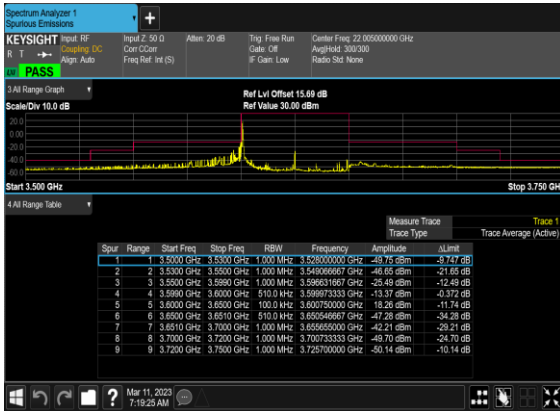 Spectrum Analyzer 1
Spurious Emissions
+
KEYSIGHT Input: RF Input Z: 50 Ω Atten: 20 dB Trig: Free Run Center Freq: 22.005000000 GHz
R T Coupling: DC Corr CCorr Gate: Off Avg|Hold: 300/300
Align: Auto Freq Ref: Int (S) IF Gain: Low Radio Std: None
PASS
3 All Range Graph
Ref Lvl Offset 15.69 dB
Scale/Div 10.0 dB Ref Value 30.00 dBm
20.0
0.00
-20.0
-40.0
Start 3.500 GHz Stop 3.750 GH
4 All Range Table
Measure Trace Trace 1
Trace Type Trace Average (Active)
Spur Range Start Freq Stop Freq RBW Frequency Amplitude ΔLimit
1 1 3.5000 GHz 3.5300 GHz 1.000 MHz 3.528000000 GHz -49.75 dBm -9.747 dB
2 2 3.5300 GHz 3.5500 GHz 1.000 MHz 3.549066667 GHz -46.65 dBm -21.65 dB
3 3 3.5500 GHz 3.5990 GHz 1.000 MHz 3.596631667 GHz -25.49 dBm -12.49 dB
4 4 3.5990 GHz 3.6000 GHz 510.0 kHz 3.599973333 GHz -13.37 dBm -0.372 dB
5 5 3.6000 GHz 3.6500 GHz 100.0 kHz 3.600750000 GHz 18.26 dBm -11.74 dB
6 6 3.6500 GHz 3.6510 GHz 510.0 kHz 3.650546667 GHz -47.28 dBm -34.28 dB
7 7 3.6510 GHz 3.7000 GHz 1.000 MHz 3.655655000 GHz -42.21 dBm -29.21 dB
8 8 3.7000 GHz 3.7200 GHz 1.000 MHz 3.700733333 GHz -49.70 dBm -24.70 dB
9 9 3.7200 GHz 3.7500 GHz 1.000 MHz 3.725700000 GHz -50.14 dBm -10.14 dB
? Mar 11, 2023
7:19:25 AM